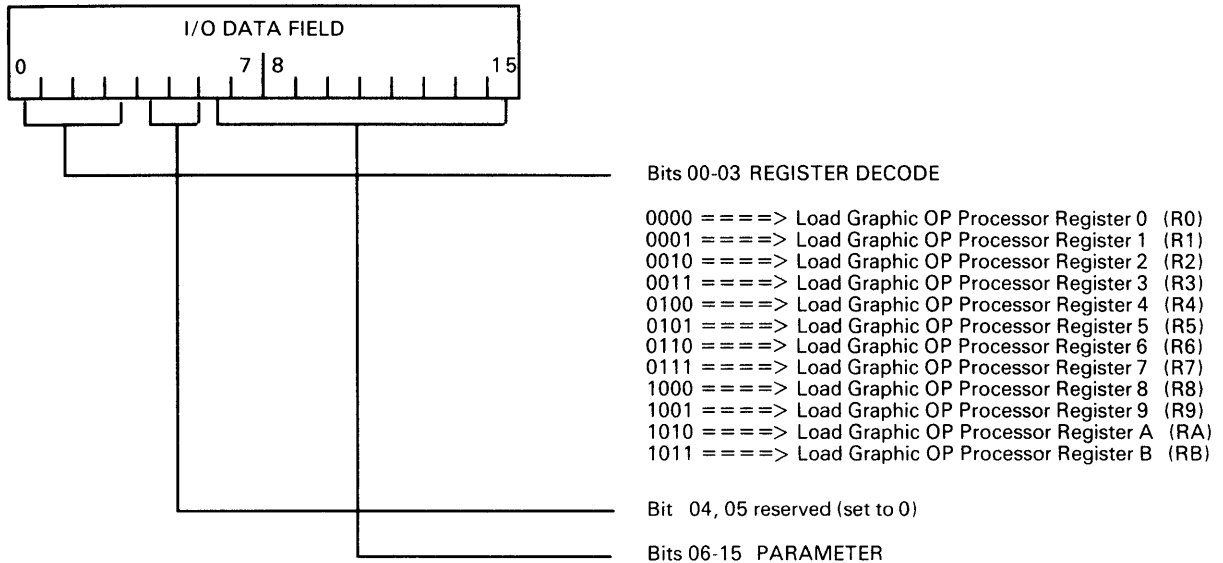 I/O DATA FIELD
0 7 8 15
Bits 00-03 REGISTER DECODE
0000 ====> Load Graphic OP Processor Register 0 (R0)
0001 ====> Load Graphic OP Processor Register 1 (R1)
0010 ====> Load Graphic OP Processor Register 2 (R2)
0011 ====> Load Graphic OP Processor Register 3 (R3)
0100 ====> Load Graphic OP Processor Register 4 (R4)
0101 ====> Load Graphic OP Processor Register 5 (R5)
0110 ====> Load Graphic OP Processor Register 6 (R6)
0111 ====> Load Graphic OP Processor Register 7 (R7)
1000 ====> Load Graphic OP Processor Register 8 (R8)
1001 ====> Load Graphic OP Processor Register 9 (R9)
1010 ====> Load Graphic OP Processor Register A (RA)
1011 ====> Load Graphic OP Processor Register B (RB)
Bit 04, 05 reserved (set to 0)
Bits 06-15 PARAMETER